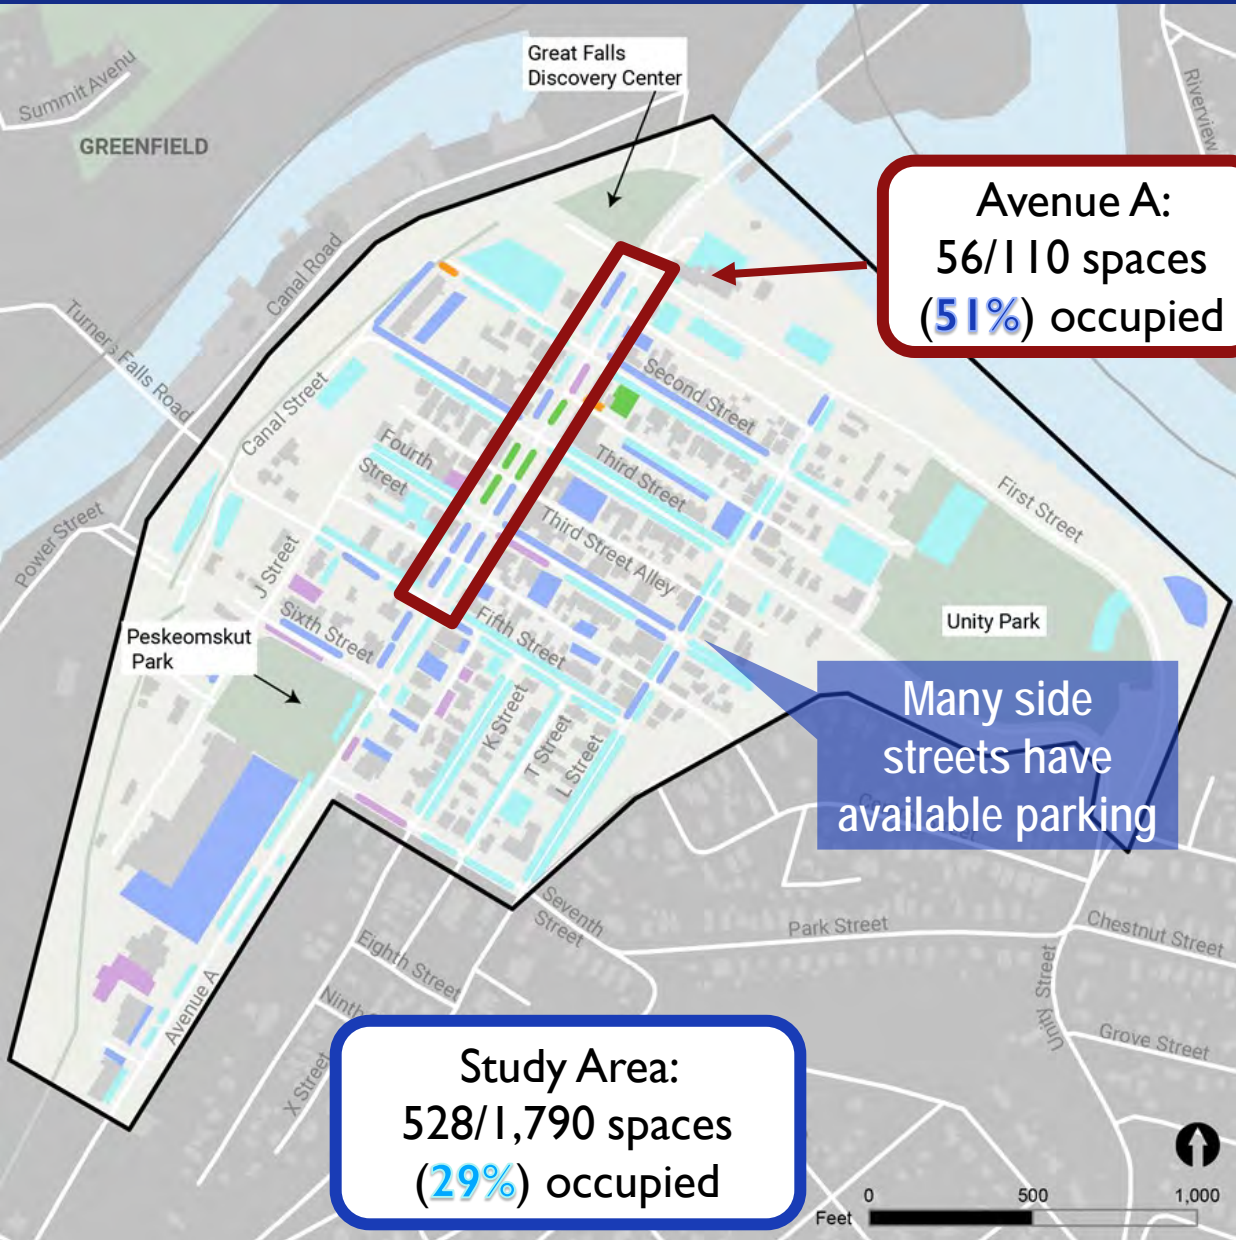 Great Falls
Discovery Center
Summit Avenu
GREENFIELD
Riverview
Avenue A:
56/110 spaces
(51%) occupied
Canal Road
Turners Falls Road
Canal Street
Second Street
Fourth
Street
Third Street
First Street
Power Street
Third Street Alley
J Street
Sixth Street
Fifth Street
Unity Park
Peskeomskut
Park
Many side
streets have
available parking
K Street
T Street
L Street
Seventh
Street
Park Street
Chestnut Street
Eighth Street
Avenue A
Ninth
Unity Street
Grove Street
X Street
Study Area:
528/1,790 spaces
(29%) occupied
0 500 1,000
Feet